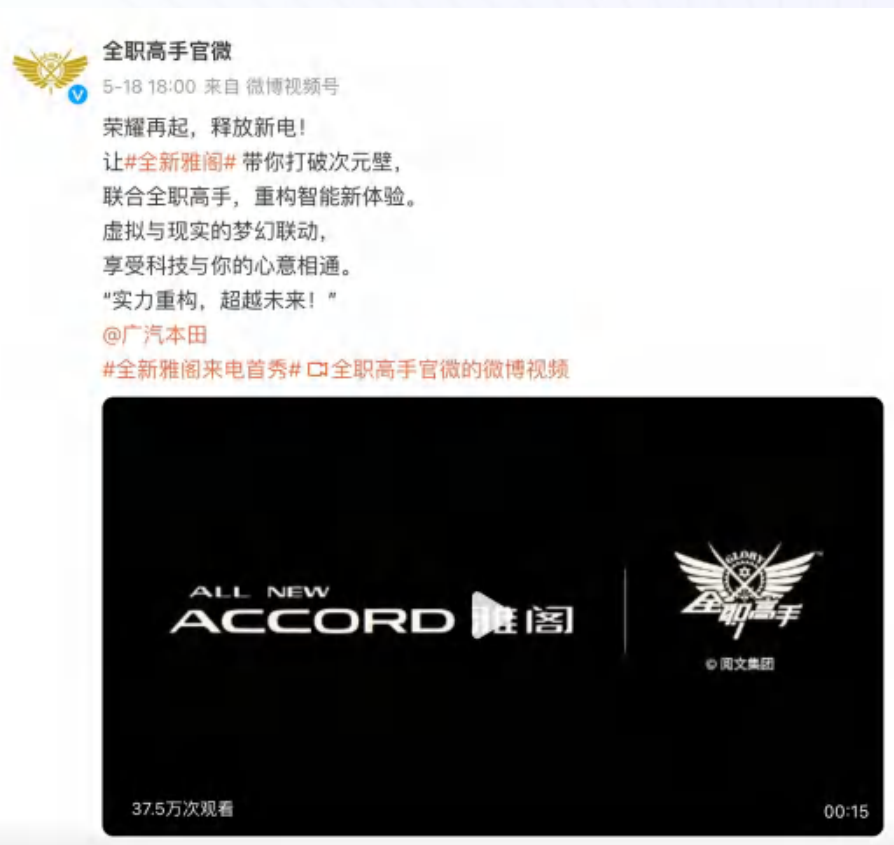 全职高手官微
5-18 18:00 来自 微博视频号
荣耀再起，释放新电！
让#全新雅阁# 带你打破次元壁，
联合全职高手，重构智能新体验。
虚拟与现实的梦幻联动，
享受科技与你的心意相通。
“实力重构，超越未来！”
@广汽本田
#全新雅阁来电首秀# 全职高手官微的微博视频
ALL NEW
ACCORD 雅阁
GLORY
全职高手
©阅文集团
37.5万次观看
00:15